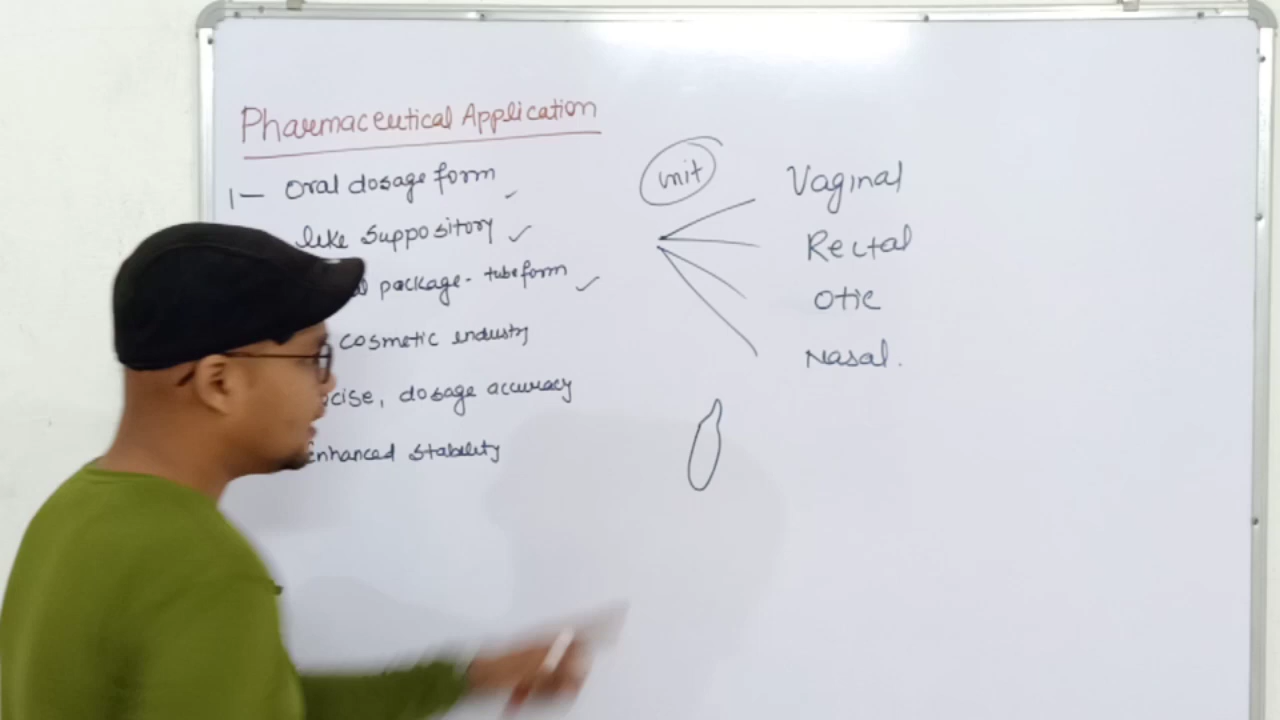 Pharmaceutical Application
1— Oral dosage form
like suppository
package - tube form
cosmetic industry
dosage accuracy
Enhanced stability
unit
Vaginal
Rectal
Otic
Nasal.